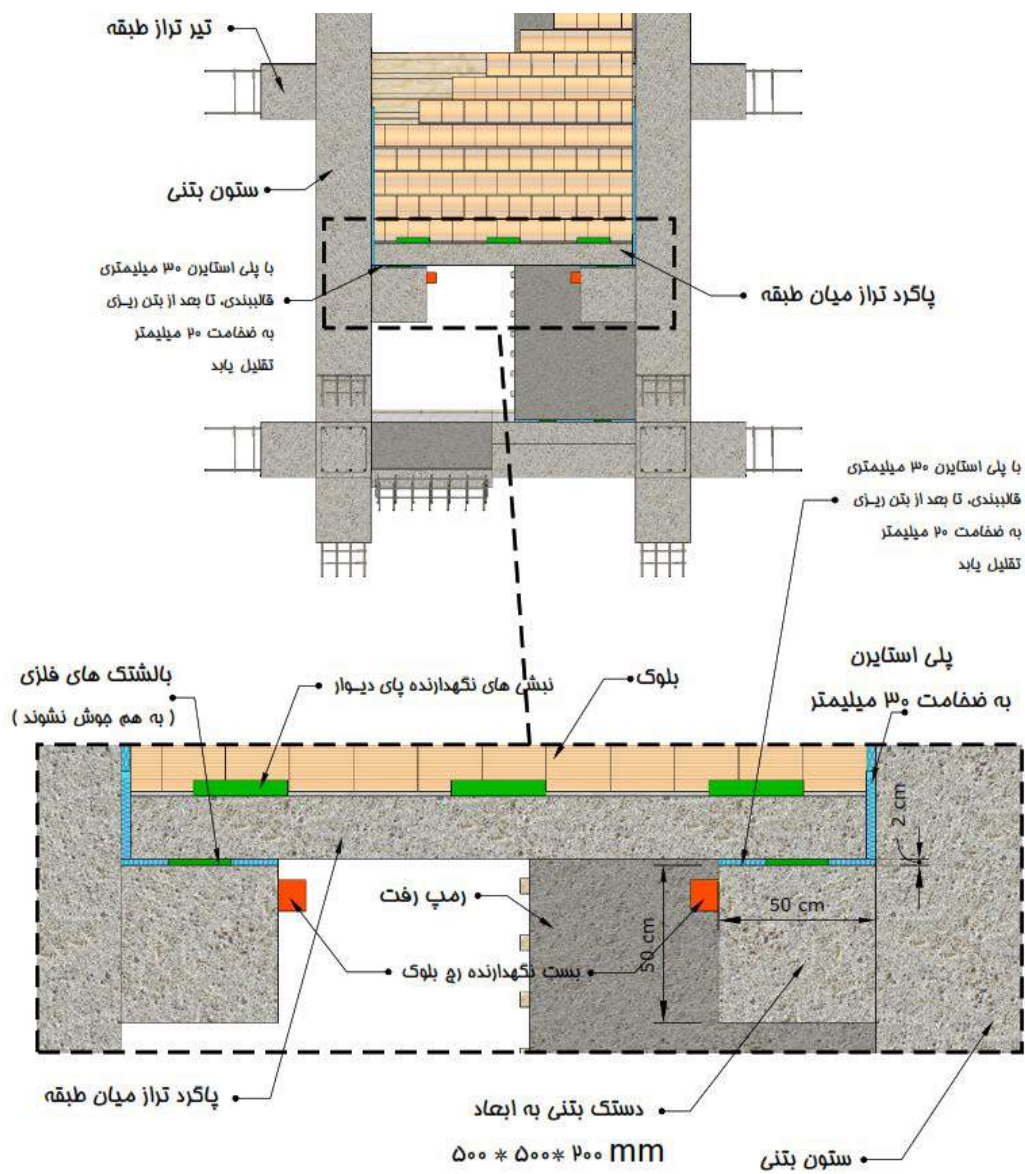 تیر تراز طبقه
ستون بتنی
با پلی استایرن ۳۰ میلیمتری
قالببندی، تا بعد از بتن ریزی
به ضخامت ۲۰ میلیمتر
تقلیل یابد
پاگرد تراز میان طبقه
با پلی استایرن ۳۰ میلیمتری
قالببندی، تا بعد از بتن ریزی
به ضخامت ۲۰ میلیمتر
تقلیل یابد
پلی استایرن
به ضخامت ۳۰ میلیمتر
بلوک
نبشی های نگهدارنده پای دیوار
بالشتک های فلزی
( به هم جوش نشوند )
2 cm
رمپ رفت
50 cm
50 cm
بست نگهدارنده رج بلوک
پاگرد تراز میان طبقه
دستک بتنی به ابعاد
۵۰۰ * ۵۰۰* ۲۰۰ mm
ستون بتنی